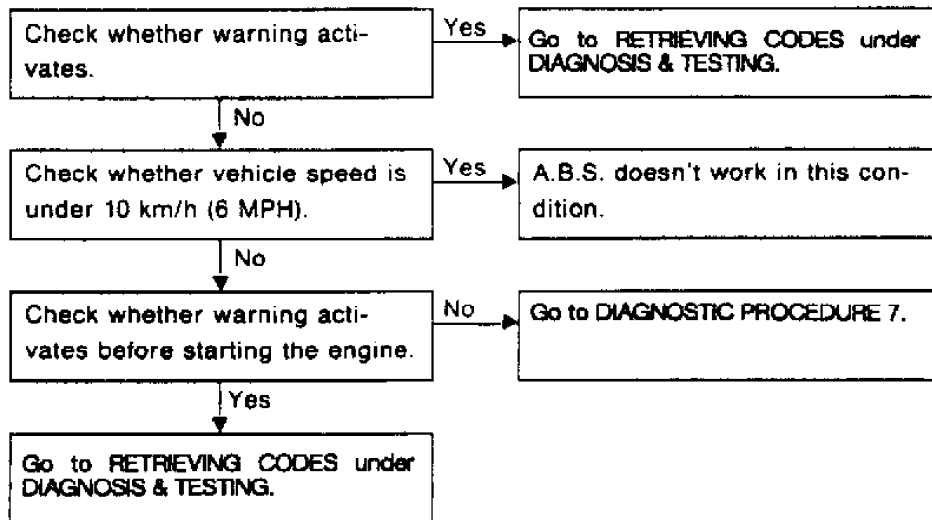 Check whether warning acti-
vates.
Yes
Go to RETRIEVING CODES under
DIAGNOSIS & TESTING.
No
Check whether vehicle speed is
under 10 km/h (6 MPH).
Yes
A.B.S. doesn't work in this con-
dition.
No
Check whether warning acti-
vates before starting the engine.
No
Go to DIAGNOSTIC PROCEDURE 7.
Yes
Go to RETRIEVING CODES under
DIAGNOSIS & TESTING.